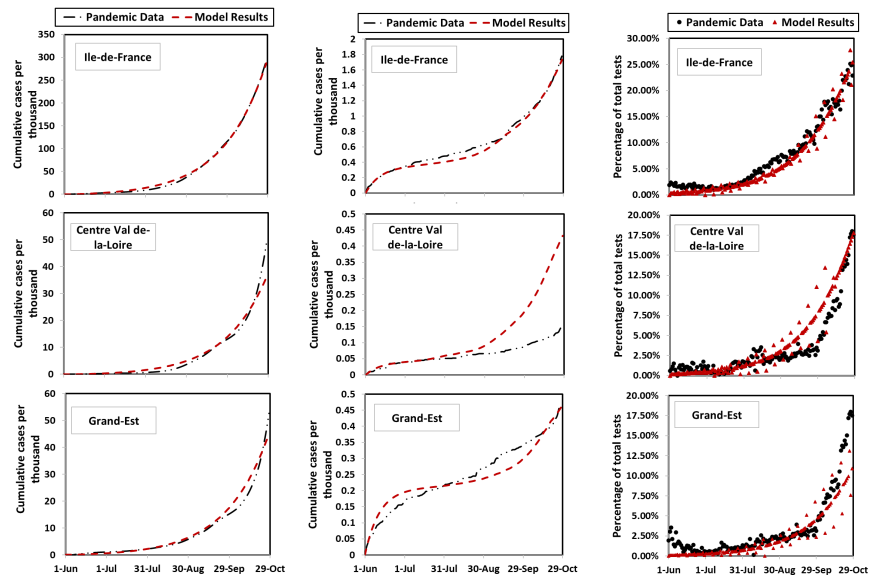 Pandemic Data Model Results
Cumulative cases per thousand
350
300
250
200
150
100
50
0
Ile-de-France
Pandemic Data Model Results
Cumulative cases per thousand
2
1.8
1.6
1.4
1.2
1
0.8
0.6
0.4
0.2
0
Ile-de-France
Pandemic Data Model Results
Percentage of total tests
30.00%
25.00%
20.00%
15.00%
10.00%
5.00%
0.00%
Ile-de-France
Cumulative cases per thousand
60
50
40
30
20
10
0
Centre Val de-
la-Loire
Cumulative cases per thousand
0.5
0.45
0.4
0.35
0.3
0.25
0.2
0.15
0.1
0.05
0
Centre Val
de-la-Loire
Percentage of total tests
20.00%
17.50%
15.00%
12.50%
10.00%
7.50%
5.00%
2.50%
0.00%
Centre Val
de-la-Loire
Cumulative cases per thousand
60
50
40
30
20
10
0
Grand-Est
1-Jun 1-Jul 31-Jul 30-Aug 29-Sep 29-Oct
Cumulative cases per thousand
0.5
0.45
0.4
0.35
0.3
0.25
0.2
0.15
0.1
0.05
0
Grand-Est
1-Jun 1-Jul 31-Jul 30-Aug 29-Sep 29-Oct
Percentage of total tests
20.00%
17.50%
15.00%
12.50%
10.00%
7.50%
5.00%
2.50%
0.00%
Grand-Est
1-Jun 1-Jul 31-Jul 30-Aug 29-Sep 29-Oct